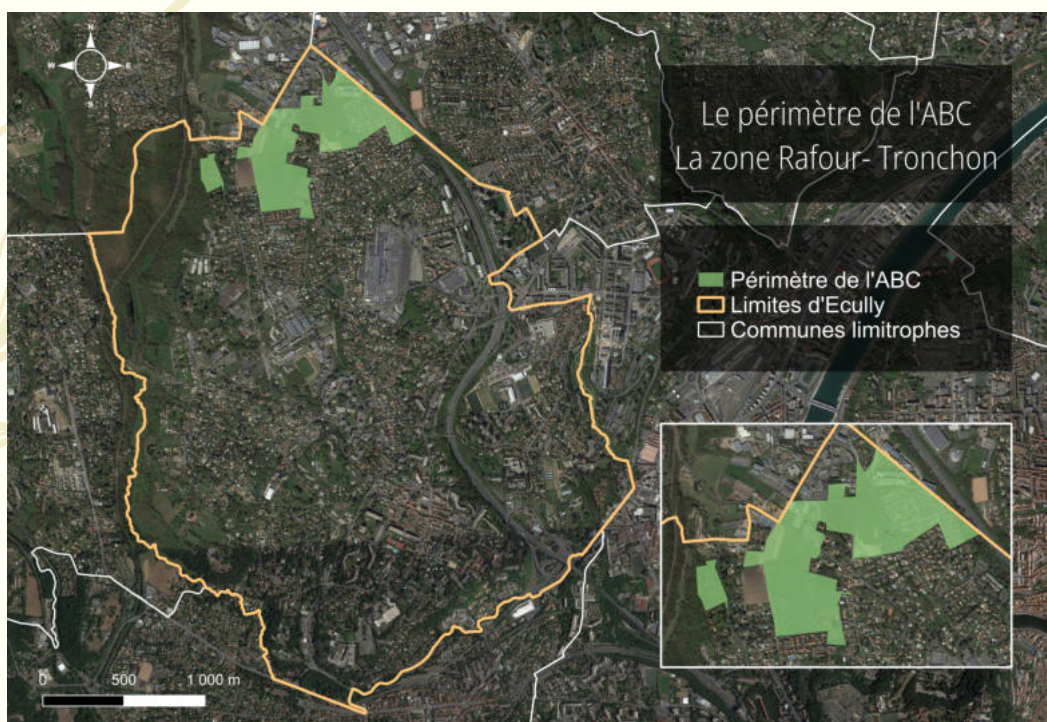 N
W E
S
Le périmètre de l'ABC
La zone Rafour- Tronchon
Périmètre de l'ABC
Limites d'Ecully
Communes limitrophes
0 500 1 000 m